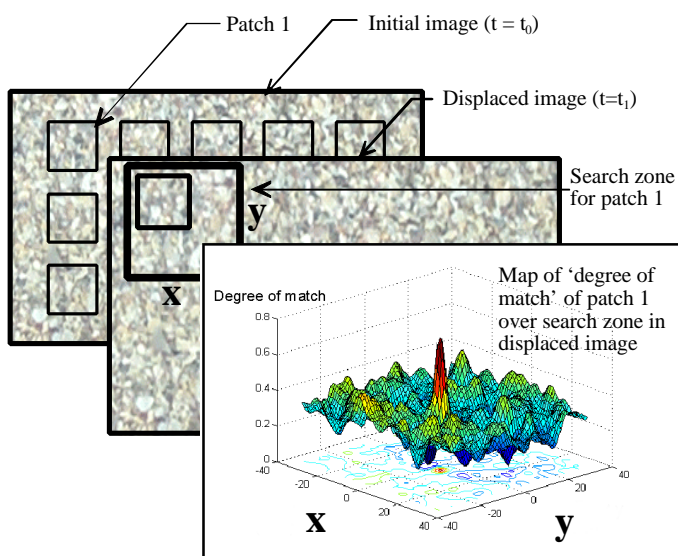 Patch 1
Initial image (t = t₀)
Displaced image (t=t₁)
Search zone
for patch 1
y
x
Map of ‘degree of
match’ of patch 1
over search zone in
displaced image
Degree of match
0.8
0.6
0.4
0.2
0
-40
-20
0
20
40
-40
-20
0
20
40
x
y